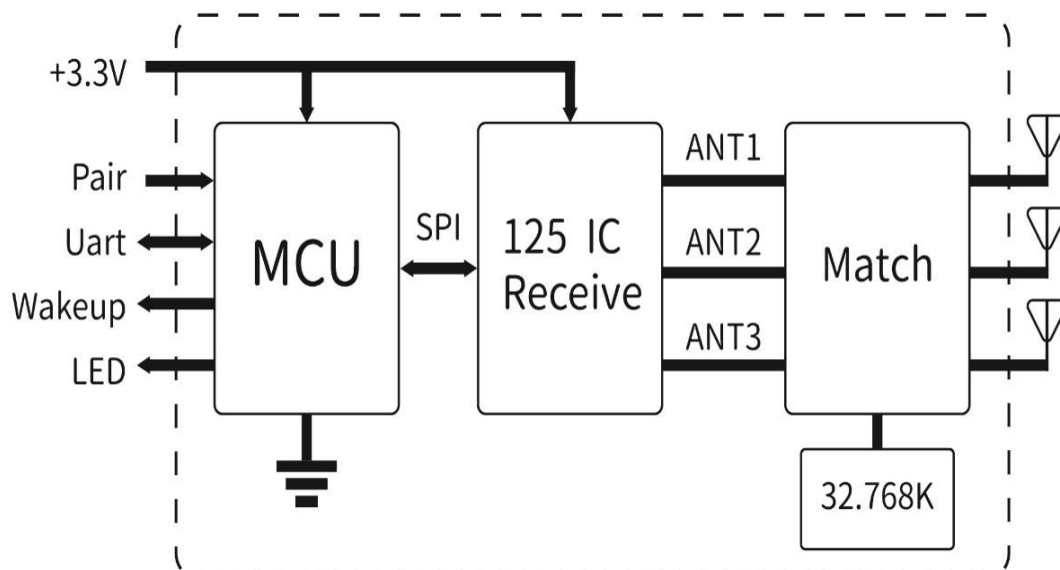 +3.3V
Pair
Uart
Wakeup
LED
MCU
SPI
125 IC
Receive
ANT1
ANT2
ANT3
Match
32.768K